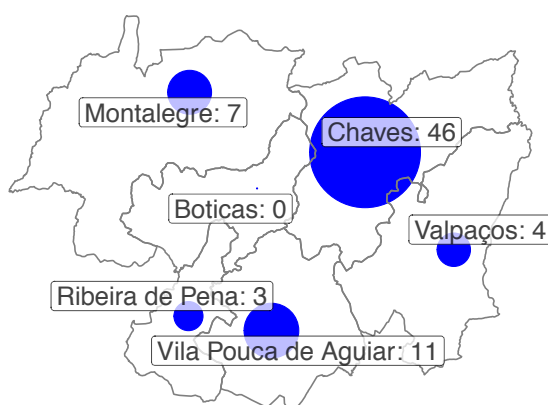 Montalegre: 7
Chaves: 46
Boticas: 0
Valpaços: 4
Ribeira de Pena: 3
Vila Pouca de Aguiar: 11